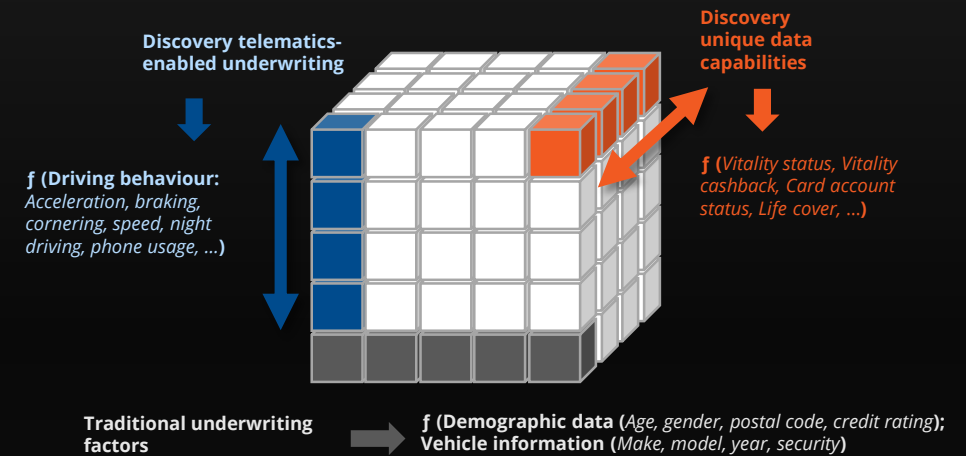 Discovery telematics-
enabled underwriting
Discovery
unique data
capabilities
ƒ (Driving behaviour:
Acceleration, braking,
cornering, speed, night
driving, phone usage, ...)
ƒ (Vitality status, Vitality
cashback, Card account
status, Life cover, ...)
Traditional underwriting
factors
ƒ (Demographic data (Age, gender, postal code, credit rating);
Vehicle information (Make, model, year, security)